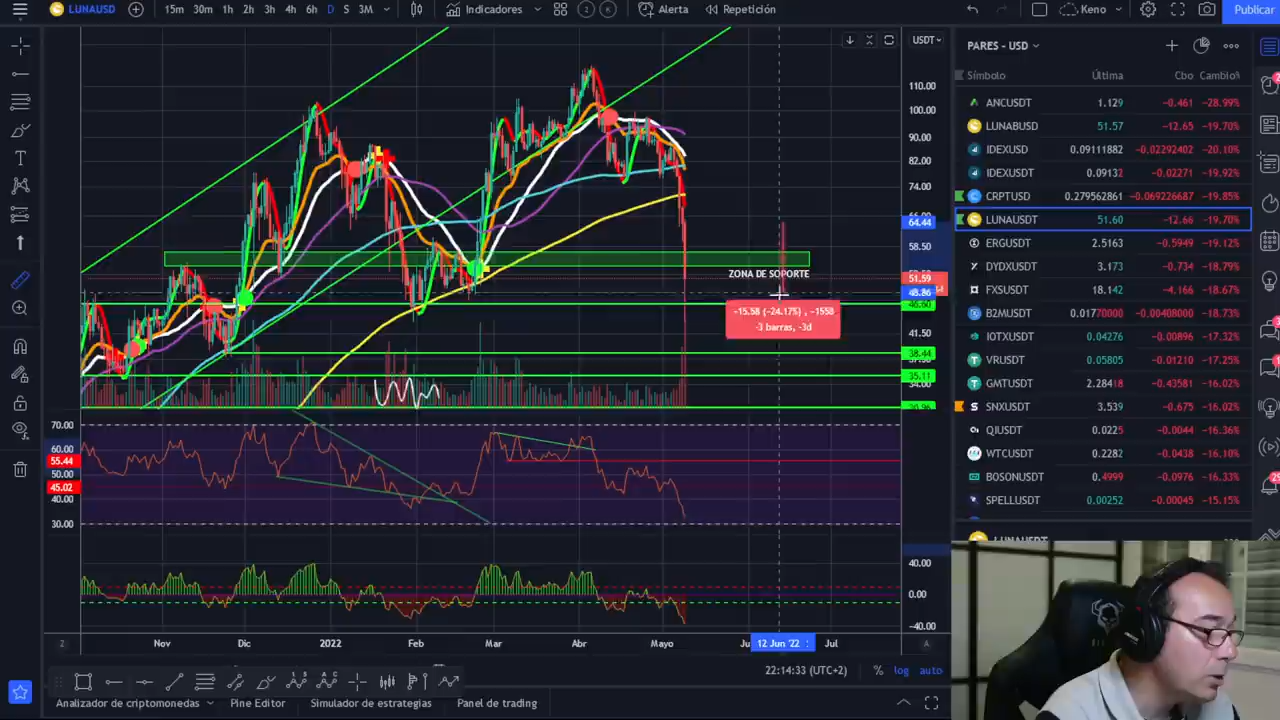 LUNAUSD 15m 30m 1h 2h 3h 4h 6h D S 3M Indicadores Alerta Repetición Keno Publicar
USDT
PARES - USD
Símbolo Última Cbo Cambio%
ANCUSDT 1.129 −0.461 −28.99%
LUNABUSD 51.57 −12.65 −19.70%
IDEXUSD 0.09111882 −0.02292402 −20.10%
IDEXUSDT 0.09132 −0.02271 −19.92%
CRPTUSD 0.279562861 −0.069226687 −19.85%
LUNAUSDT 51.60 −12.66 −19.70%
ERGUSDT 2.5163 −0.5949 −19.12%
DYDXUSDT 3.173 −0.734 −18.79%
FXSUSDT 18.142 −4.166 −18.67%
B2MUSDT 0.01770000 −0.00408000 −18.73%
IOTXUSDT 0.04276 −0.00896 −17.32%
VRUSDT 0.05805 −0.01210 −17.25%
GMTUSDT 2.28418 −0.43581 −16.02%
SNXUSDT 3.539 −0.675 −16.02%
QIUSDT 0.0225 −0.0044 −16.36%
WTCUSDT 0.2282 −0.0438 −16.10%
BOSONUSDT 0.4999 −0.0976 −16.33%
SPELLUSDT 0.00252 −0.00045 −15.15%
LUNAUSDT
110.00
100.00
90.00
82.00
74.00
66.00
64.44
58.50
51.59
48.86
46.60
41.50
38.44
35.11
34.00
30.96
ZONA DE SOPORTE
−15.58 (−24.17%) , −1558
-3 barras, -3d
70.00
60.00
55.44
50.00
45.02
40.00
30.00
40.00
0.00
−40.00
Nov Dic 2022 Feb Mar Abr Mayo 12 Jun '22 Jul
22:14:33 (UTC+2) % log auto
Analizador de criptomonedas Pine Editor Simulador de estrategias Panel de trading